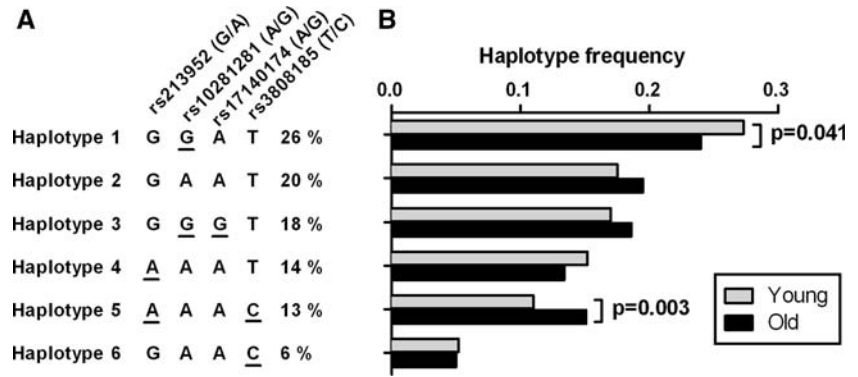 A
rs213952 (G/A)
rs10281281 (A/G)
rs17140174 (A/G)
rs3808185 (T/C)
Haplotype 1 G G A T 26 %
Haplotype 2 G A A T 20 %
Haplotype 3 G G G T 18 %
Haplotype 4 A A A T 14 %
Haplotype 5 A A A C 13 %
Haplotype 6 G A A C 6 %
B
Haplotype frequency
0.0 0.1 0.2 0.3
p=0.041
p=0.003
Young
Old